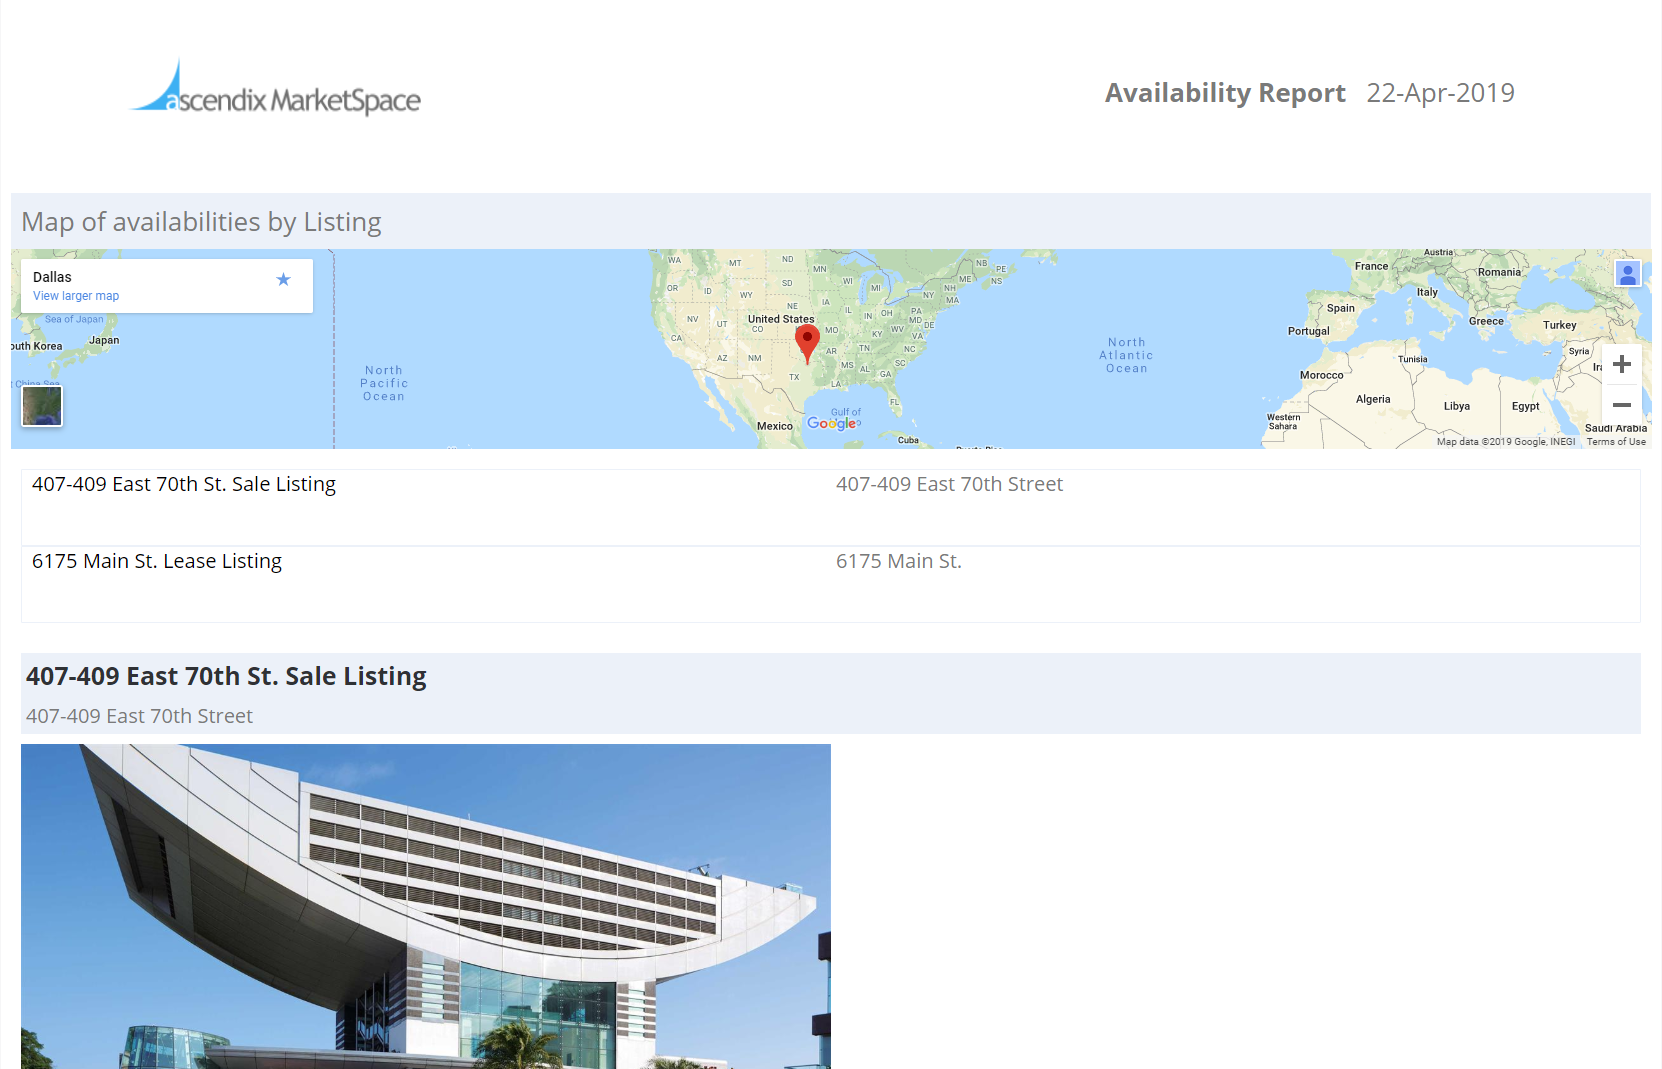 ascendix MarketSpace
Availability Report 22-Apr-2019
Map of availabilities by Listing
Dallas
View larger map
Sea of Japan
Japan
outh Korea
t China Sea
North
Pacific
Ocean
WA
MT
ND
MN
OR
ID
SD
WI
MI
WY
NE
IA
NY
NH
MA
ME
NB
PE
NS
NV
UT
United States
CO
IL
IN
OH
PA
MD
DE
CA
MO
KY
WV
VA
AZ
NM
AR
TN
NC
TX
MS
AL
SC
LA
GA
FL
Mexico
Gulf of
Google
Cuba
Puerto Rico
North
Atlantic
Ocean
Austria
France
Romania
Italy
Spain
Portugal
Greece
Turkey
Syria
Ira
Tunisia
Morocco
Algeria
Libya
Egypt
Western
Sahara
Saudi Arabia
Map data ©2019 Google, INEGI Terms of Use
407-409 East 70th St. Sale Listing 407-409 East 70th Street
6175 Main St. Lease Listing 6175 Main St.
407-409 East 70th St. Sale Listing
407-409 East 70th Street